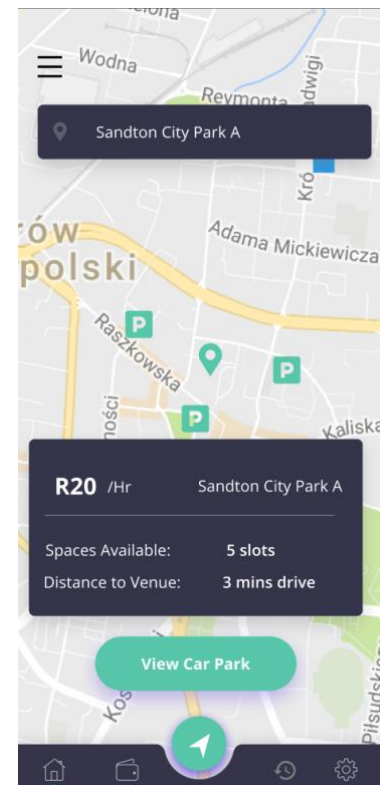 Wodna
Reymonta
Sandton City Park A
ów
polski
Adama Mickiewicza
Raszkowska
P
P
P
Kaliska
R20 /Hr
Sandton City Park A
Spaces Available:
5 slots
Distance to Venue:
3 mins drive
View Car Park